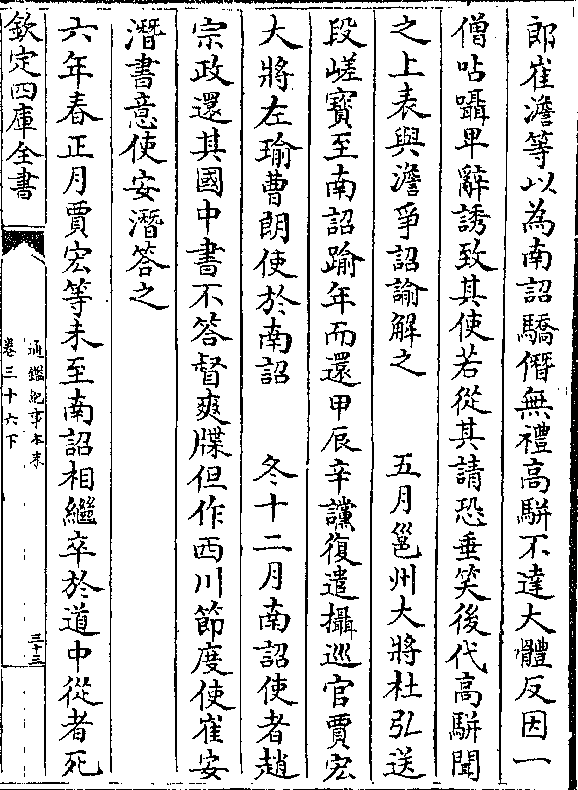 郎崔澹等以為南詔驕僭無禮高駢不達大體反因一
僧呫躡卑辭誘致其使若從其請恐垂笑後代高駢聞
之上表與澹爭詔諭解之　　五月邕州大將杜弘送
段㟇寶至南詔踰年而還甲辰辛讜復遣攝巡官賈宏
大將左瑜曹朗使於南詔　　冬十二月南詔使者趙
宗政還其國中書不答督爽牒但作西川節度使崔安
潛書意使安潛答之
六年春正月賈宏等未至南詔相繼卒於道中從者死
欽定四庫全書
通鑑紀事本末
卷三十六下
三十三